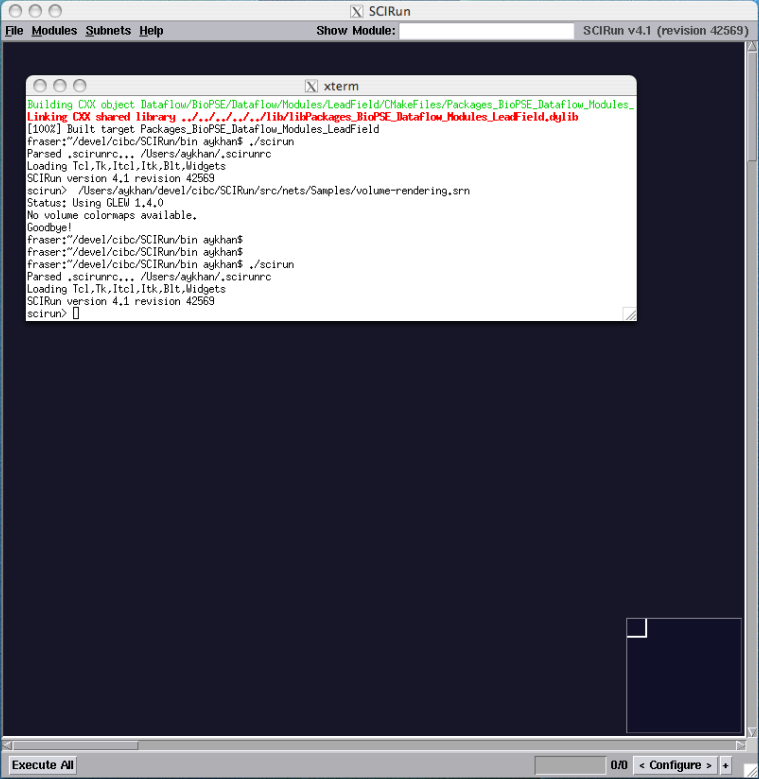 SCIRun
File Modules Subnets Help Show Module: SCIRun v4.1 (revision 42569)
xterm
Building CXX object Dataflow/BioPSE/Dataflow/Modules/LeadField/CMakeFiles/Packages_BioPSE_Dataflow_Modules_
Linking CXX shared library ../../../../../lib/libPackages_BioPSE_Dataflow_Modules_LeadField.dylib
[100%] Built target Packages_BioPSE_Dataflow_Modules_LeadField
fraser:~/devel/cibc/SCIRun/bin aykhan$ ./scirun
Parsed .scirunrc... /Users/aykhan/.scirunrc
Loading Tcl,Tk,Itcl,Itk,Blt,Widgets
SCIRun version 4.1 revision 42569
scirun>  /Users/aykhan/devel/cibc/SCIRun/src/nets/Samples/volume-rendering.srn
Status: Using GLEW 1.4.0
No volume colormaps available.
Goodbye!
fraser:~/devel/cibc/SCIRun/bin aykhan$
fraser:~/devel/cibc/SCIRun/bin aykhan$
fraser:~/devel/cibc/SCIRun/bin aykhan$ ./scirun
Parsed .scirunrc... /Users/aykhan/.scirunrc
Loading Tcl,Tk,Itcl,Itk,Blt,Widgets
SCIRun version 4.1 revision 42569
scirun>
Execute All 0/0 < Configure > +